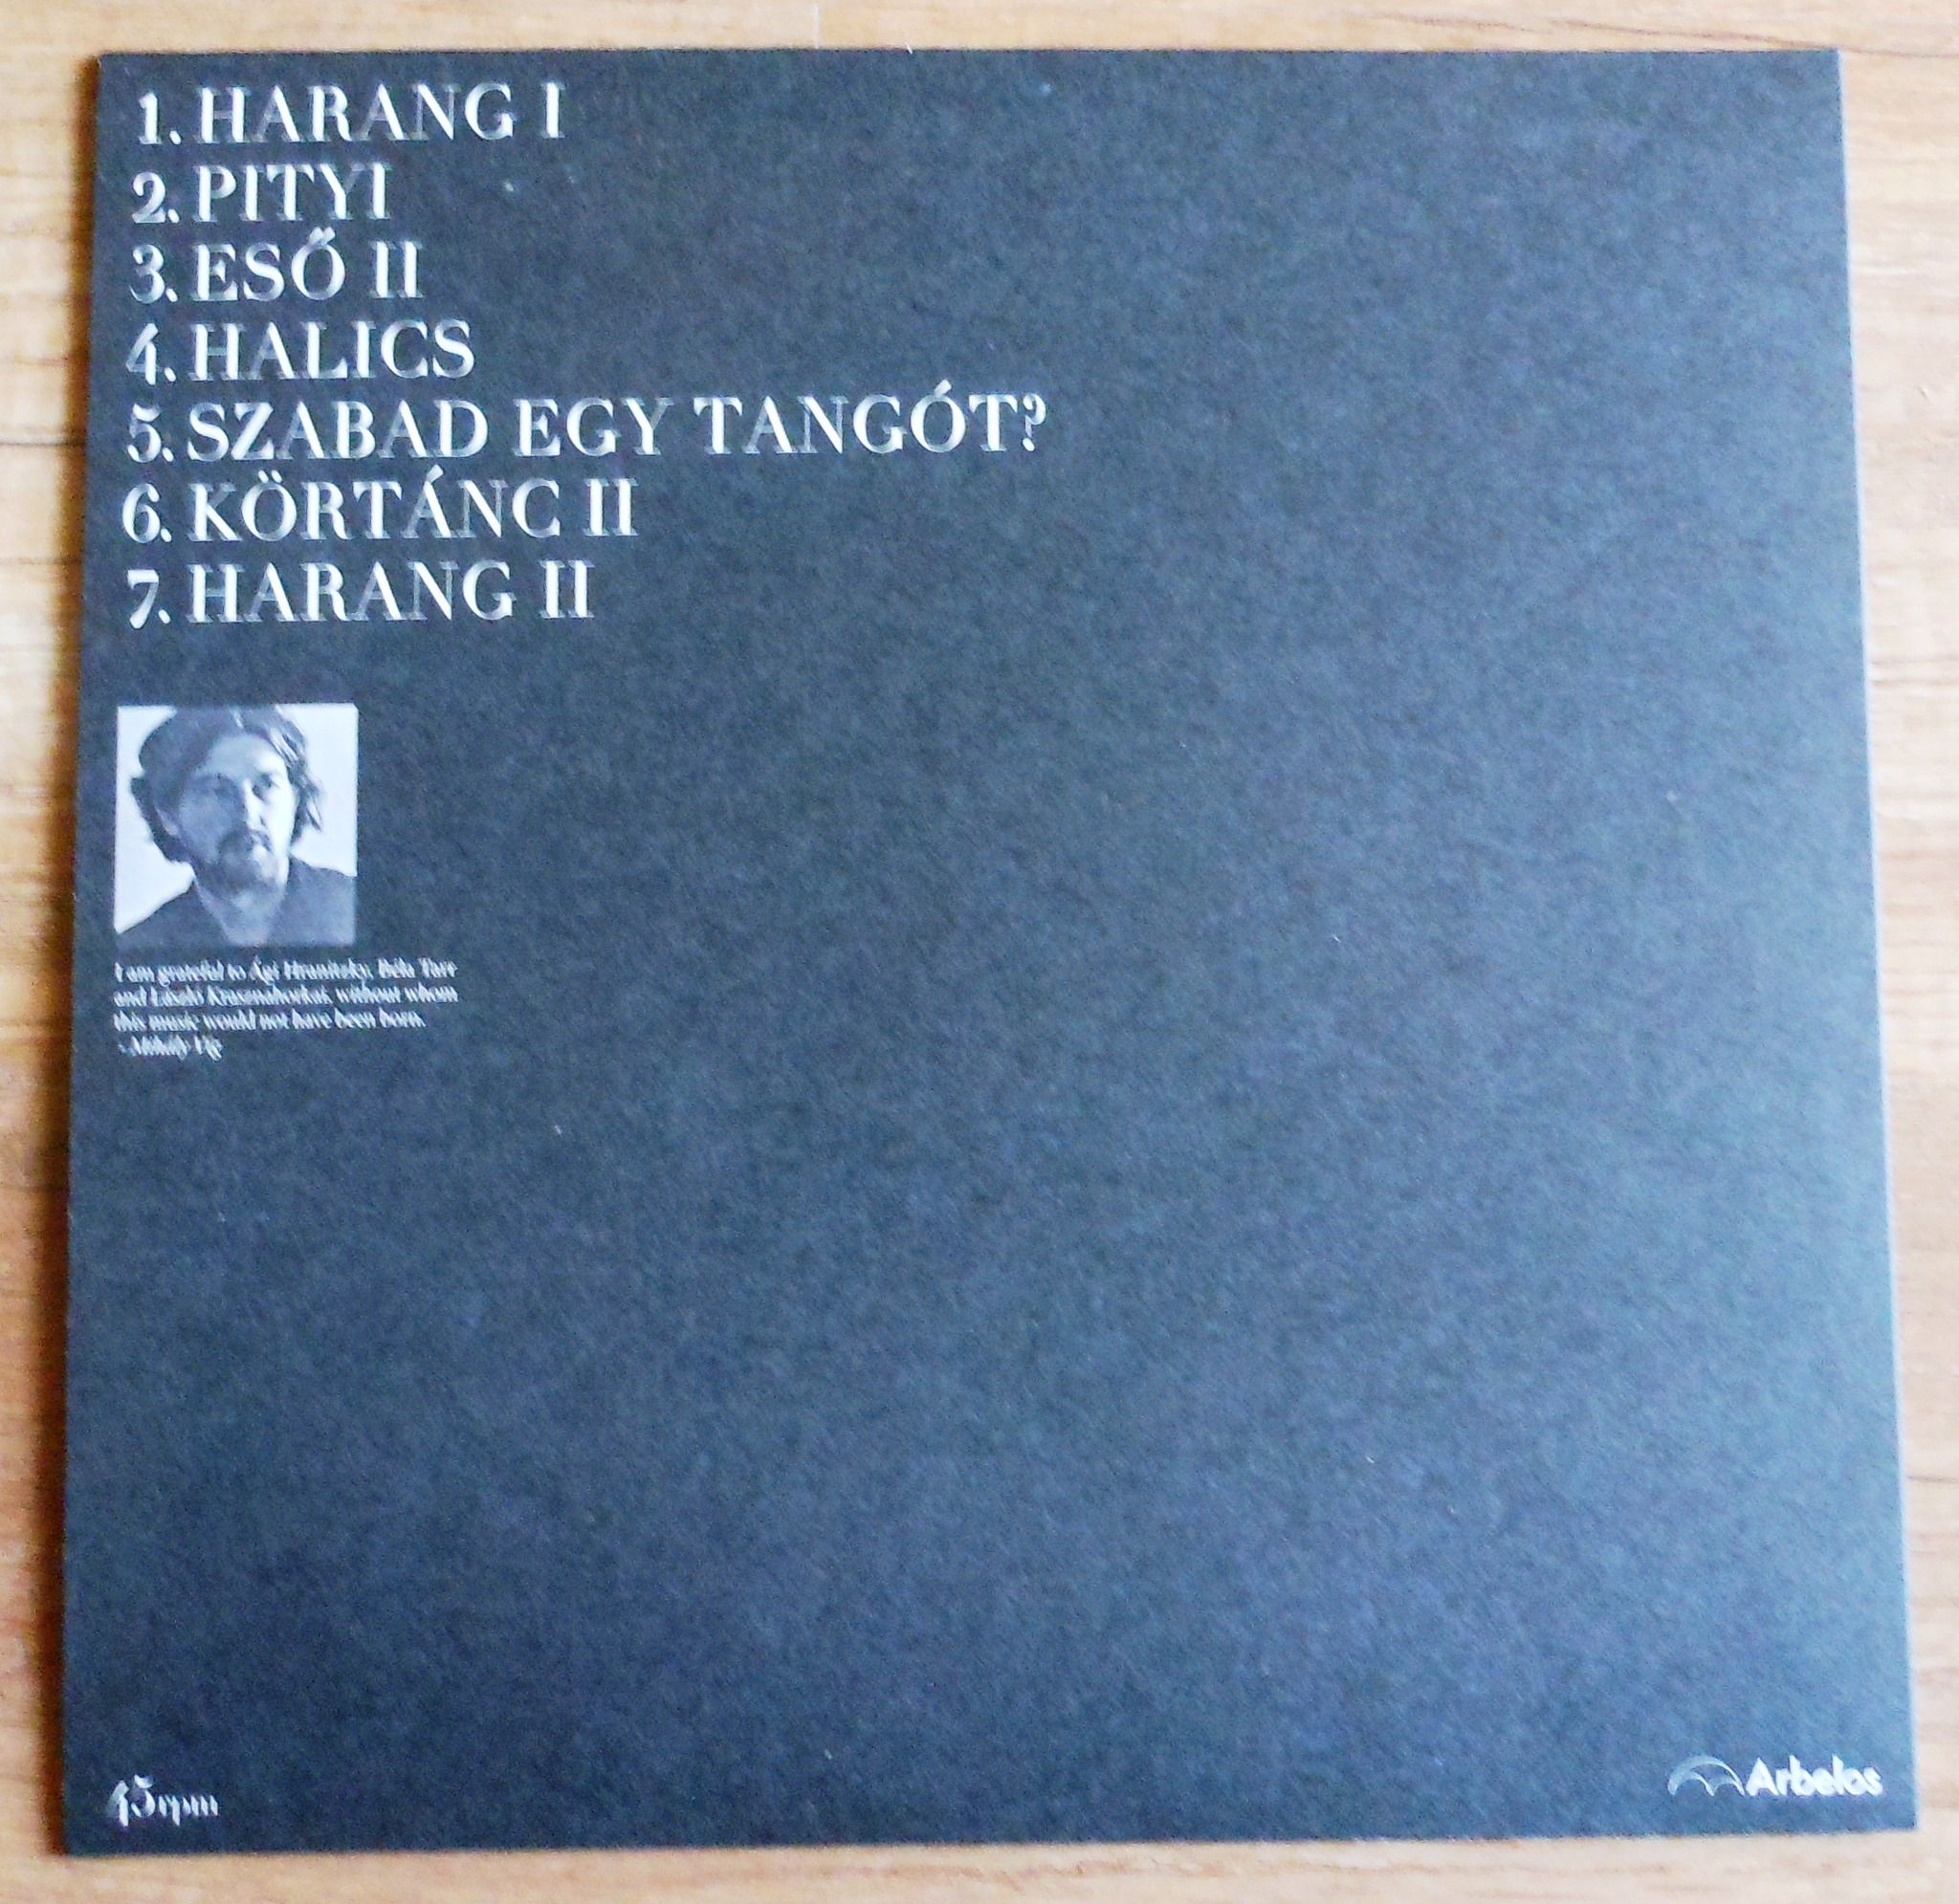 1. HARANG I
2. PITYI
3. ESŐ II
4. HALICS
5. SZABAD EGY TANGÓT?
6. KÖRTÁNC II
7. HARANG II
I am grateful to Ági Hranitzky, Béla Tarr
and László Krasznahorkai, without whom
this music would not have been born.
- Mihály Víg
45rpm
Arbelos